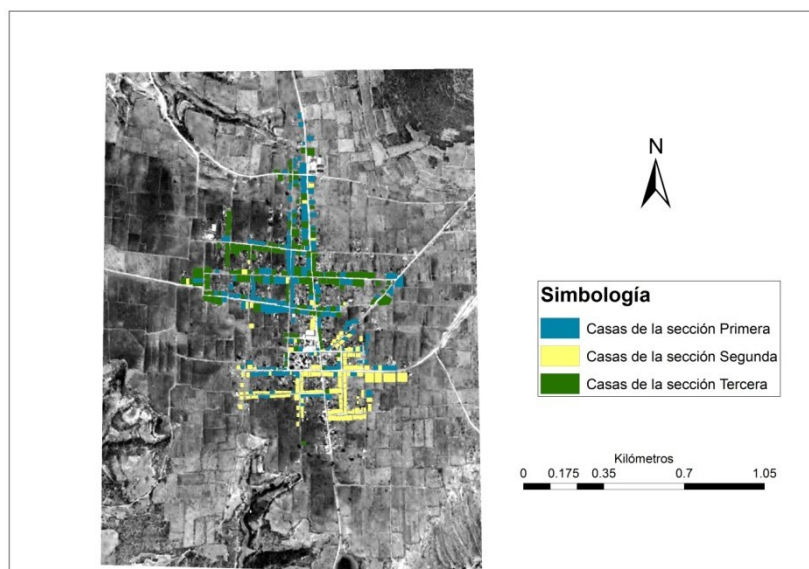 N
Simbología
Casas de la sección Primera
Casas de la sección Segunda
Casas de la sección Tercera
Kilómetros
0 0.175 0.35 0.7 1.05